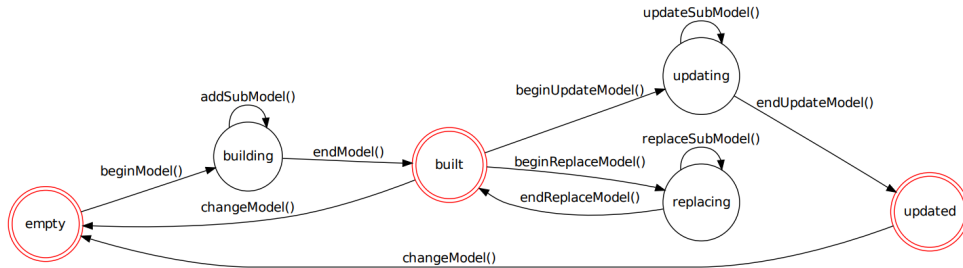 updateSubModel()
updating
beginUpdateModel()
endUpdateModel()
addSubModel()
replaceSubModel()
building
endModel()
built
beginReplaceModel()
beginModel()
endReplaceModel()
replacing
changeModel()
empty
updated
changeModel()